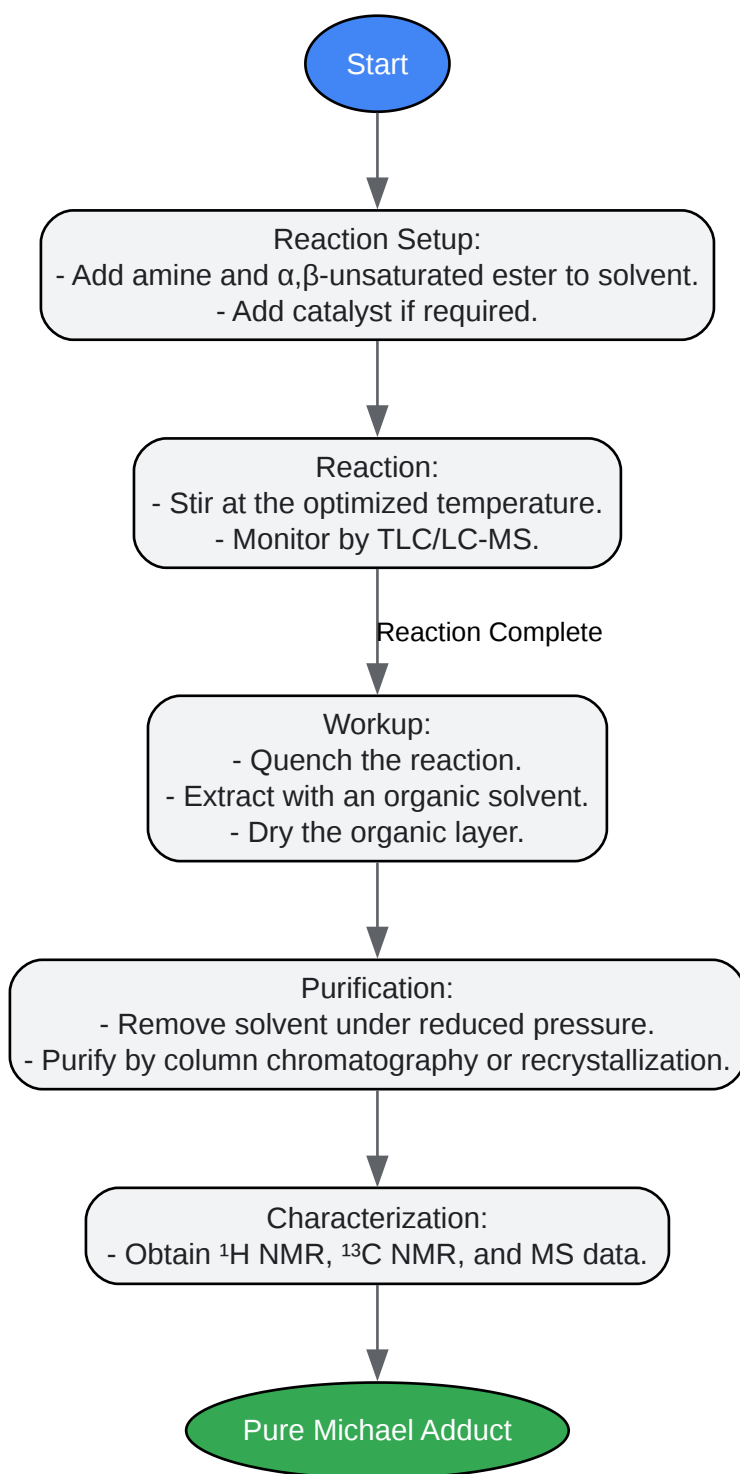 Start
Reaction Setup:
- Add amine and α,β-unsaturated ester to solvent.
- Add catalyst if required.
Reaction:
- Stir at the optimized temperature.
- Monitor by TLC/LC-MS.
Reaction Complete
Workup:
- Quench the reaction.
- Extract with an organic solvent.
- Dry the organic layer.
Purification:
- Remove solvent under reduced pressure.
- Purify by column chromatography or recrystallization.
Characterization:
- Obtain ¹H NMR, ¹³C NMR, and MS data.
Pure Michael Adduct